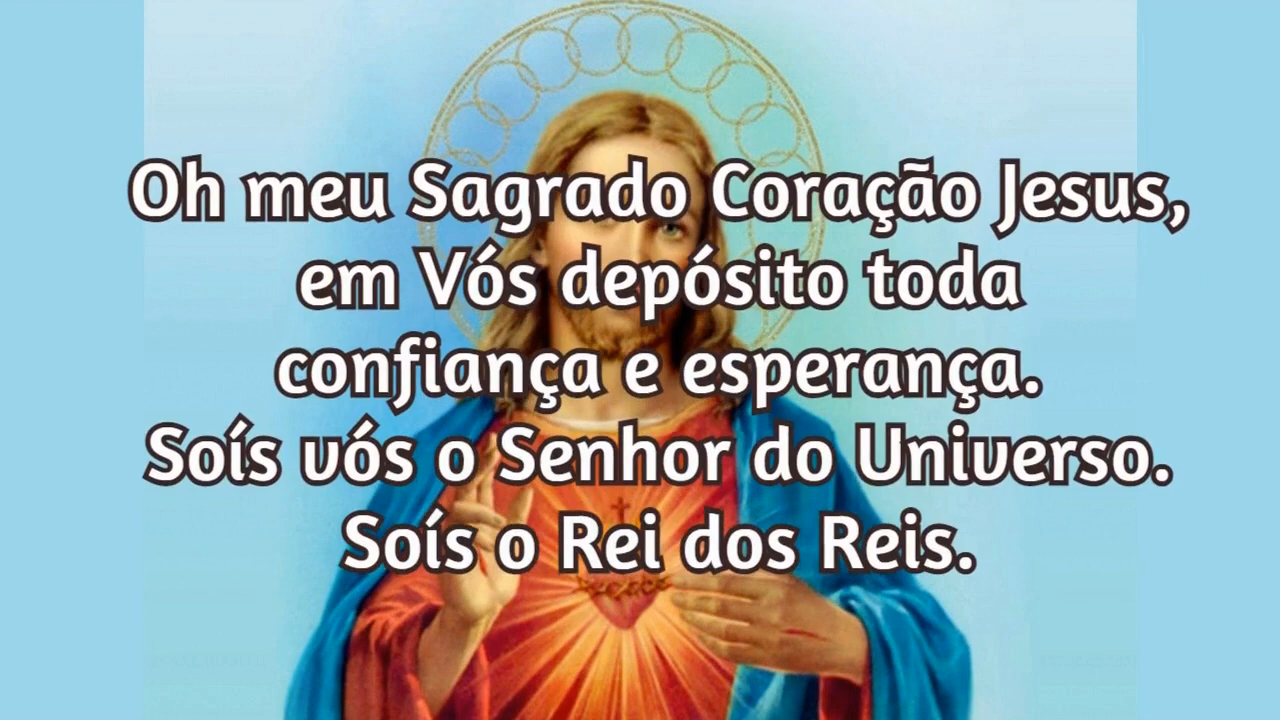 Oh meu Sagrado Coração Jesus,
em Vós depósito toda
confiança e esperança.
Soís vós o Senhor do Universo.
Soís o Rei dos Reis.